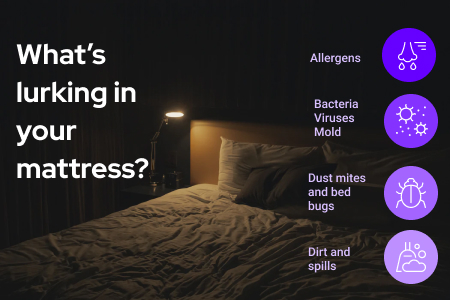 What's
lurking in
your
mattress?
Allergens
Bacteria
Viruses
Mold
Dust mites
and bed
bugs
Dirt and
spills